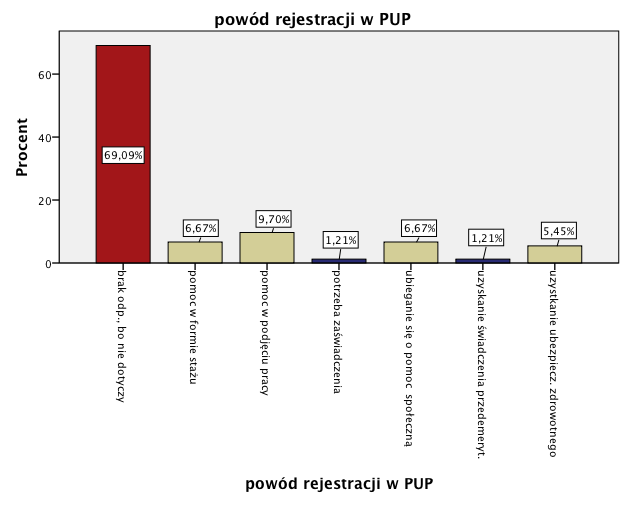 powód rejestracji w PUP
Procent
60
40
20
0
69,09%
6,67%
9,70%
1,21%
6,67%
1,21%
5,45%
brak odp., bo nie dotyczy
pomoc w formie stażu
pomoc w podjęciu pracy
potrzeba zaświadczenia
ubieganie się o pomoc społeczną
uzyskanie świadczenia przedemeryt.
uzystkanie ubezpiecz. zdrowotnego
powód rejestracji w PUP